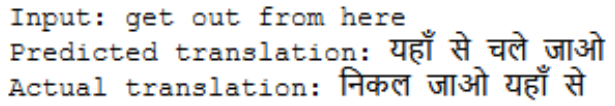 Input: get out from here
Predicted translation: यहाँ से चले जाओ
Actual translation: निकल जाओ यहाँ से